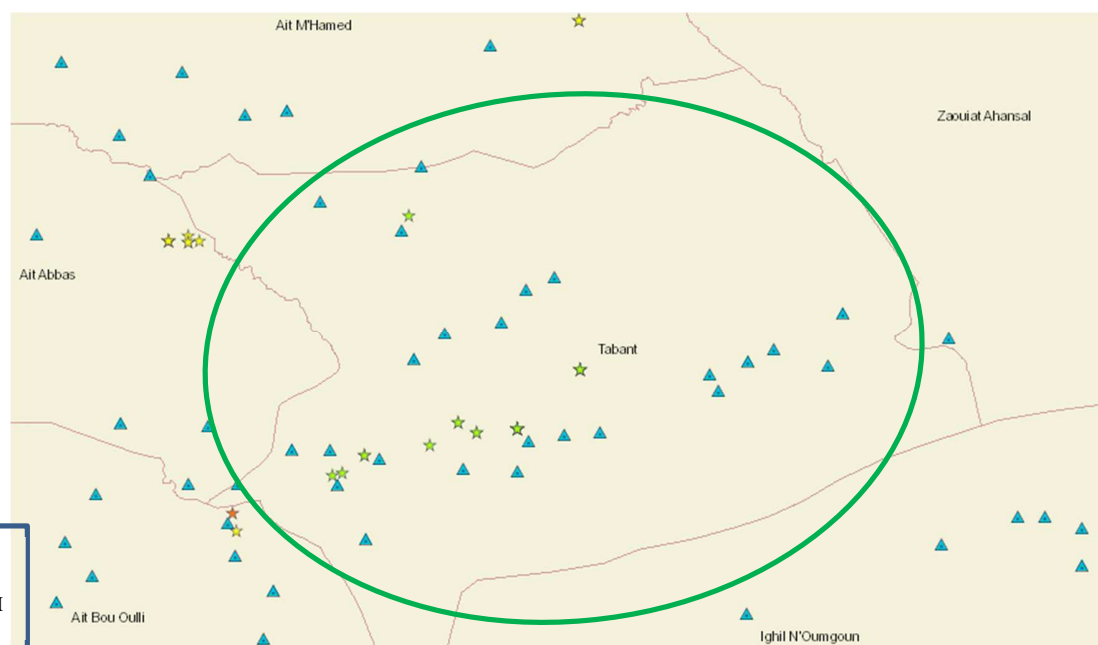 Ait M'Hamed
Zaouiat Ahansal
Ait Abbas
Tabant
Ait Bou Oulli
Ighil N'Oumgoun